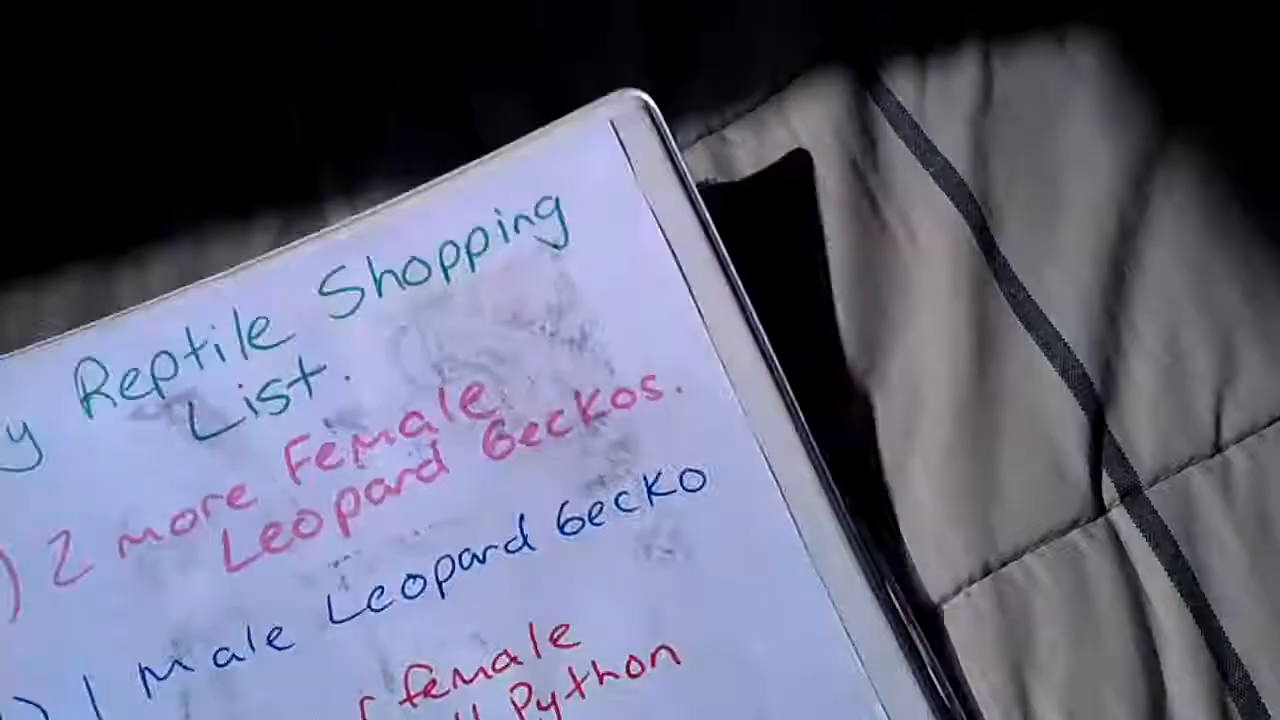 y Reptile Shopping
List.
) 2 more Female
Leopard Geckos.
) 1 Male Leopard Gecko
female
Python